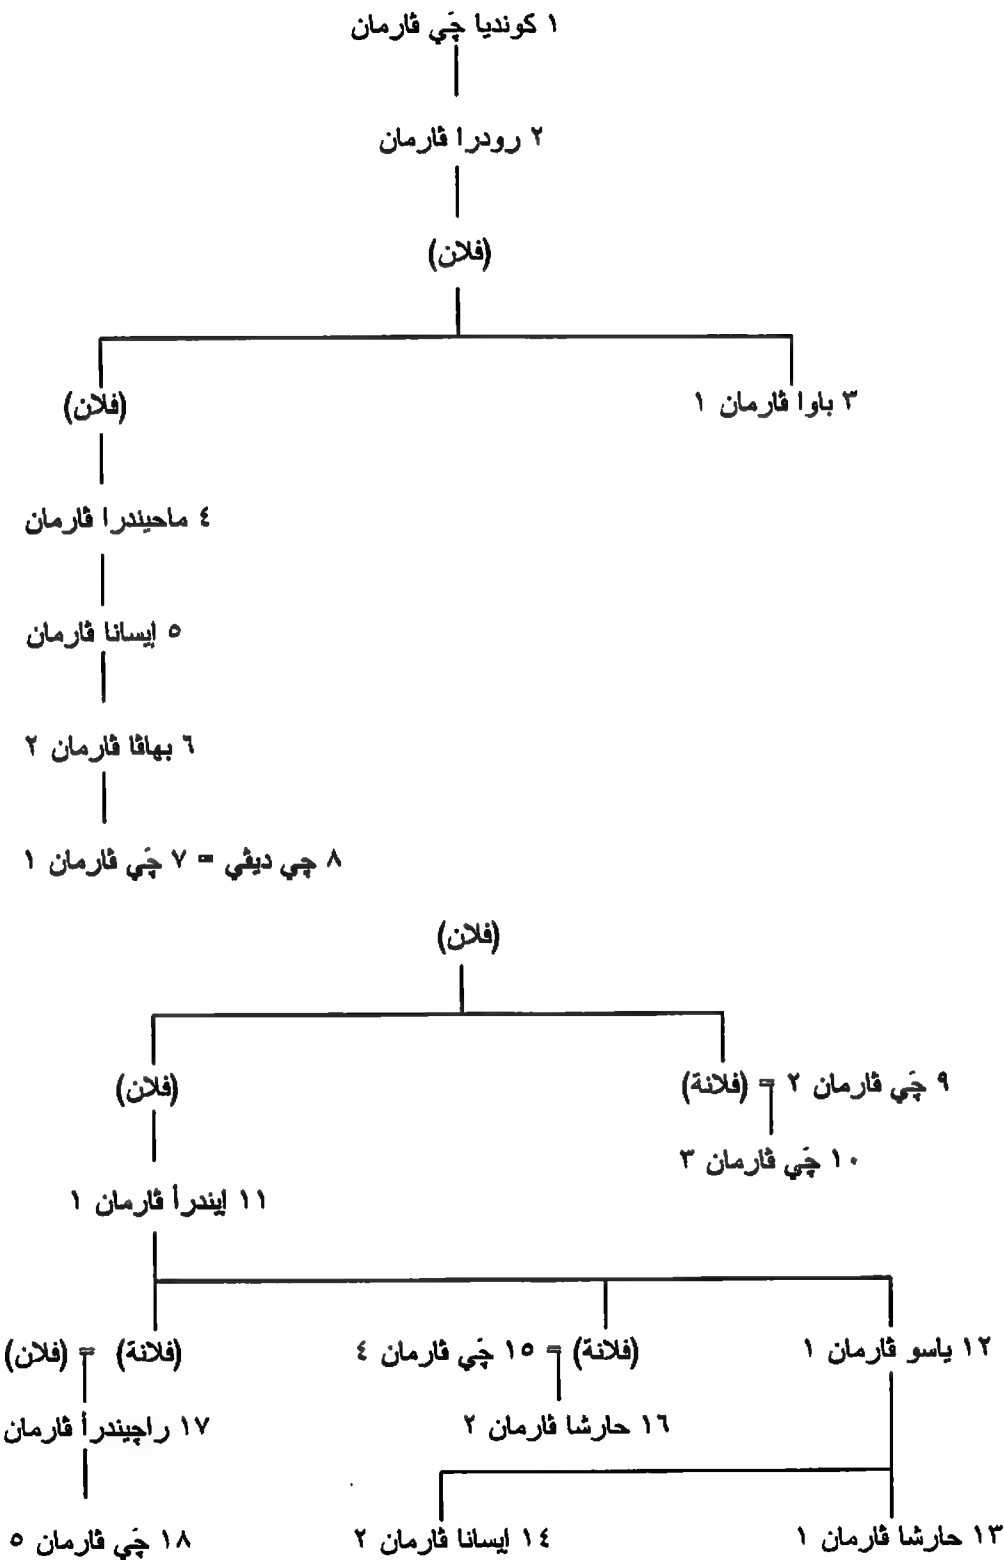 ١ كونديا چَي ڤارمان
٢ رودرا ڤارمان
(فلان)
٣ باوا ڤارمان ١
(فلان)
٤ ماحيندرا ڤارمان
٥ إيسانا ڤارمان
٦ بهاڤا ڤارمان ٢
٨ چي ديڤي = ٧ چَي ڤارمان ١
(فلان)
٩ چَي ڤارمان ٢ = (فلانة)
(فلان)
١٠ چَي ڤارمان ٣
١١ إيندرأ ڤارمان ١
١٢ ياسو ڤارمان ١
(فلانة) = ١٥ چَي ڤارمان ٤
(فلانة) = (فلان)
١٦ حارشا ڤارمان ٢
١٧ راچيندرأ ڤارمان
١٣ حارشا ڤارمان ١
١٤ إيسانا ڤارمان ٢
١٨ چَي ڤارمان ٥